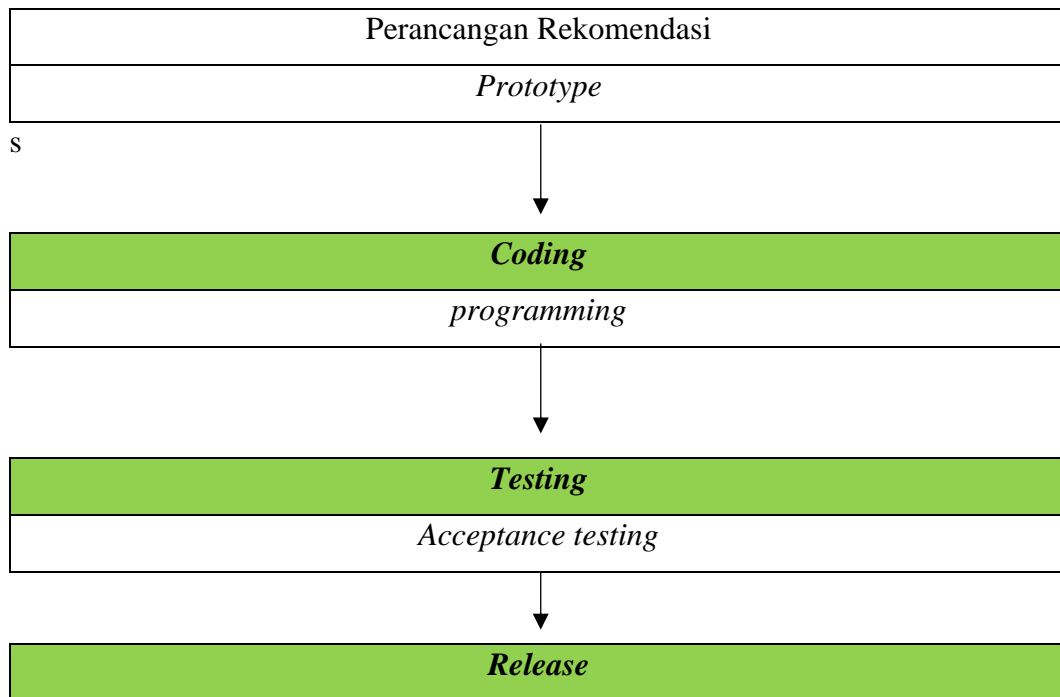 Perancangan Rekomendasi
Prototype
s
Coding
programming
Testing
Acceptance testing
Release